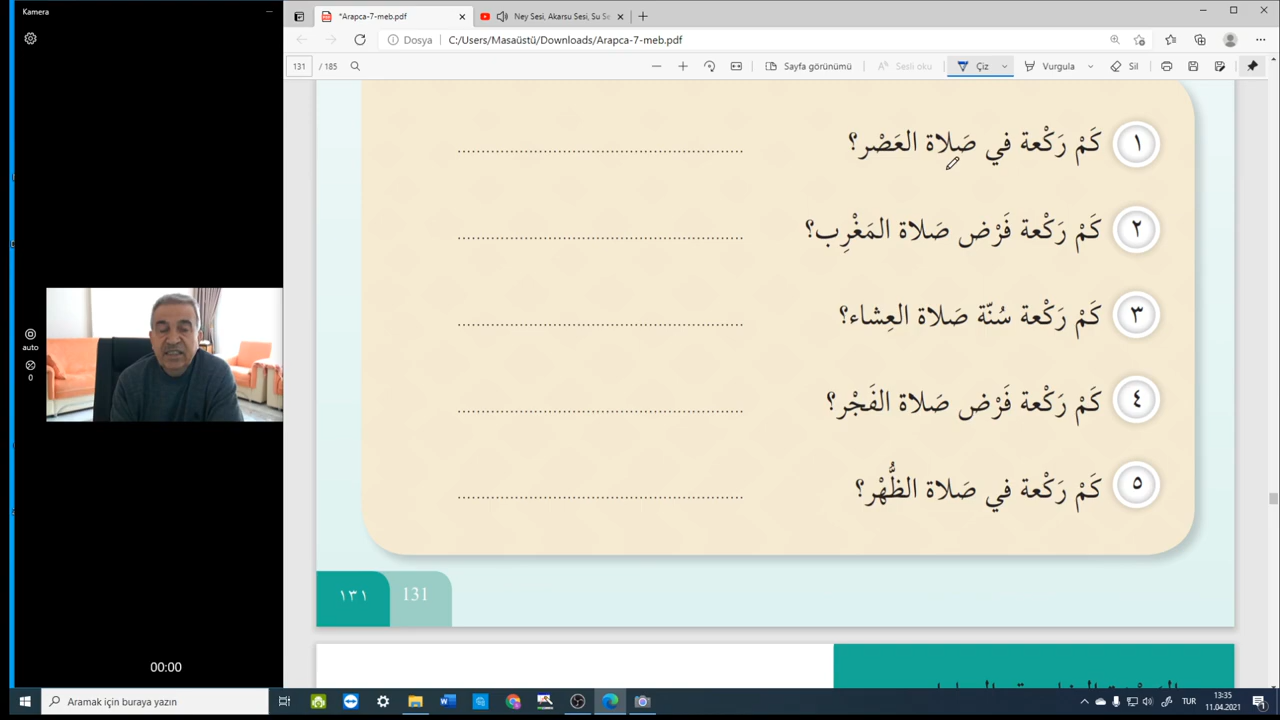 Kamera
*Arapca-7-meb.pdf
Ney Sesi, Akarsu Sesi, Su Se
Dosya
C:/Users/Masaüstü/Downloads/Arapca-7-meb.pdf
131 / 185
Sayfa görünümü
Sesli oku
Çiz
Vurgula
Sil
١ كَمْ رَكْعة في صَلاة العَصْر؟ ........................................
٢ كَمْ رَكْعة فَرْض صَلاة المَغْرِب؟ ........................................
٣ كَمْ رَكْعة سُنّة صَلاة العِشاء؟ ........................................
٤ كَمْ رَكْعة فَرْض صَلاة الفَجْر؟ ........................................
٥ كَمْ رَكْعة في صَلاة الظُّهْر؟ ........................................
auto
0
١٣١ 131
00:00
Aramak için buraya yazın
TUR
13:35
11.04.2021
1